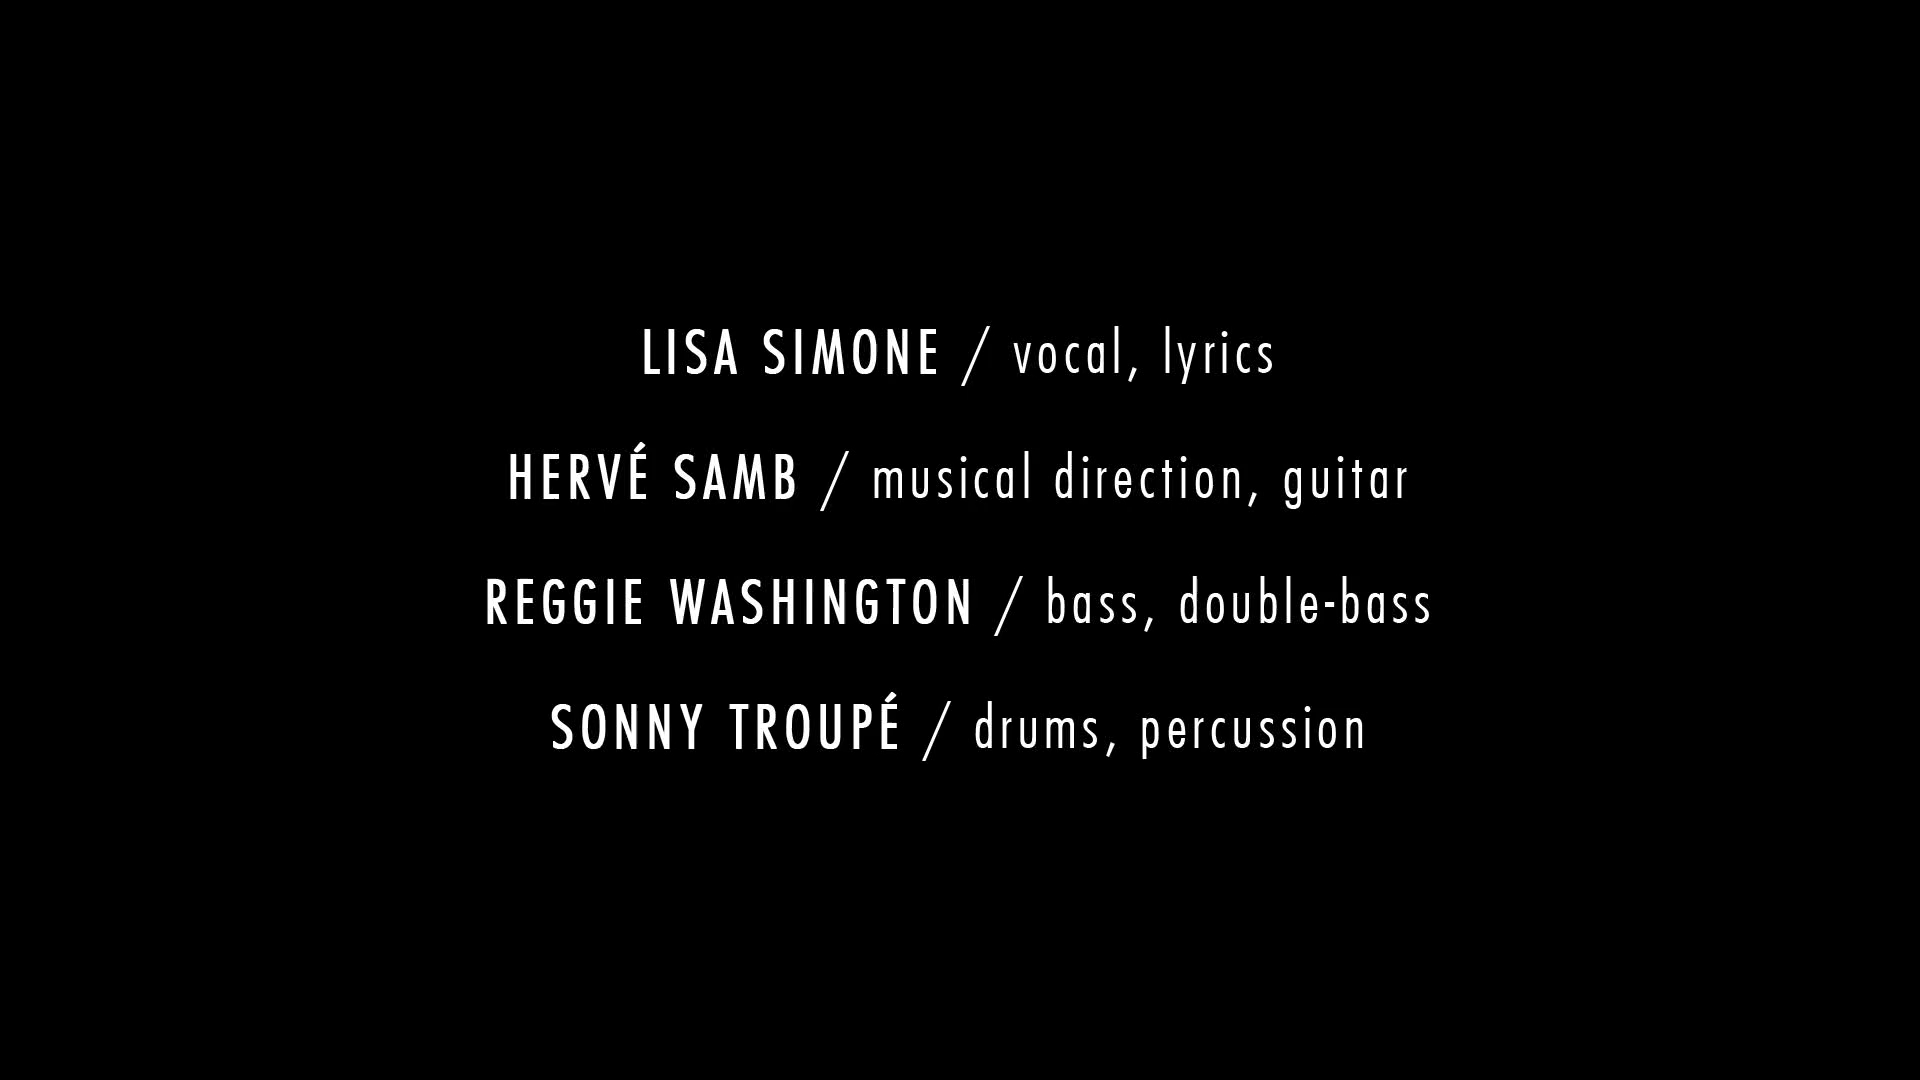 LISA SIMONE / vocal, lyrics
HERVÉ SAMB / musical direction, guitar
REGGIE WASHINGTON / bass, double-bass
SONNY TROUPÉ / drums, percussion